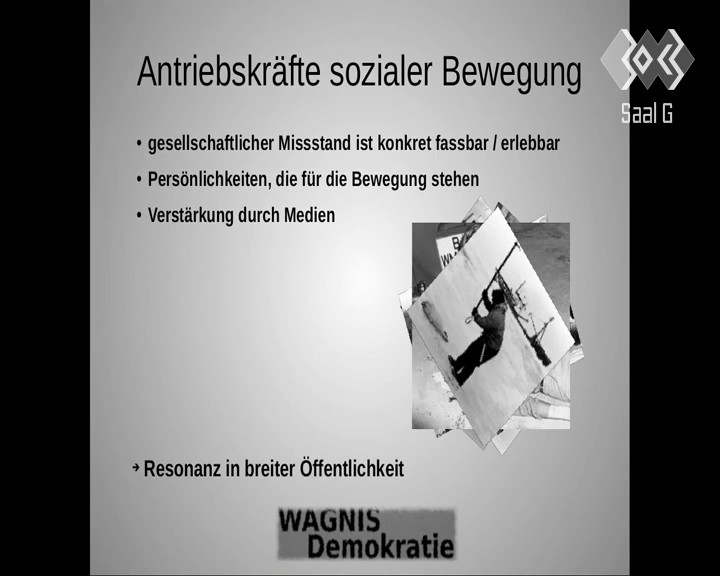 Antriebskräfte sozialer Bewegung
Saal G
• gesellschaftlicher Missstand ist konkret fassbar / erlebbar
• Persönlichkeiten, die für die Bewegung stehen
• Verstärkung durch Medien
→ Resonanz in breiter Öffentlichkeit
WAGNIS
Demokratie